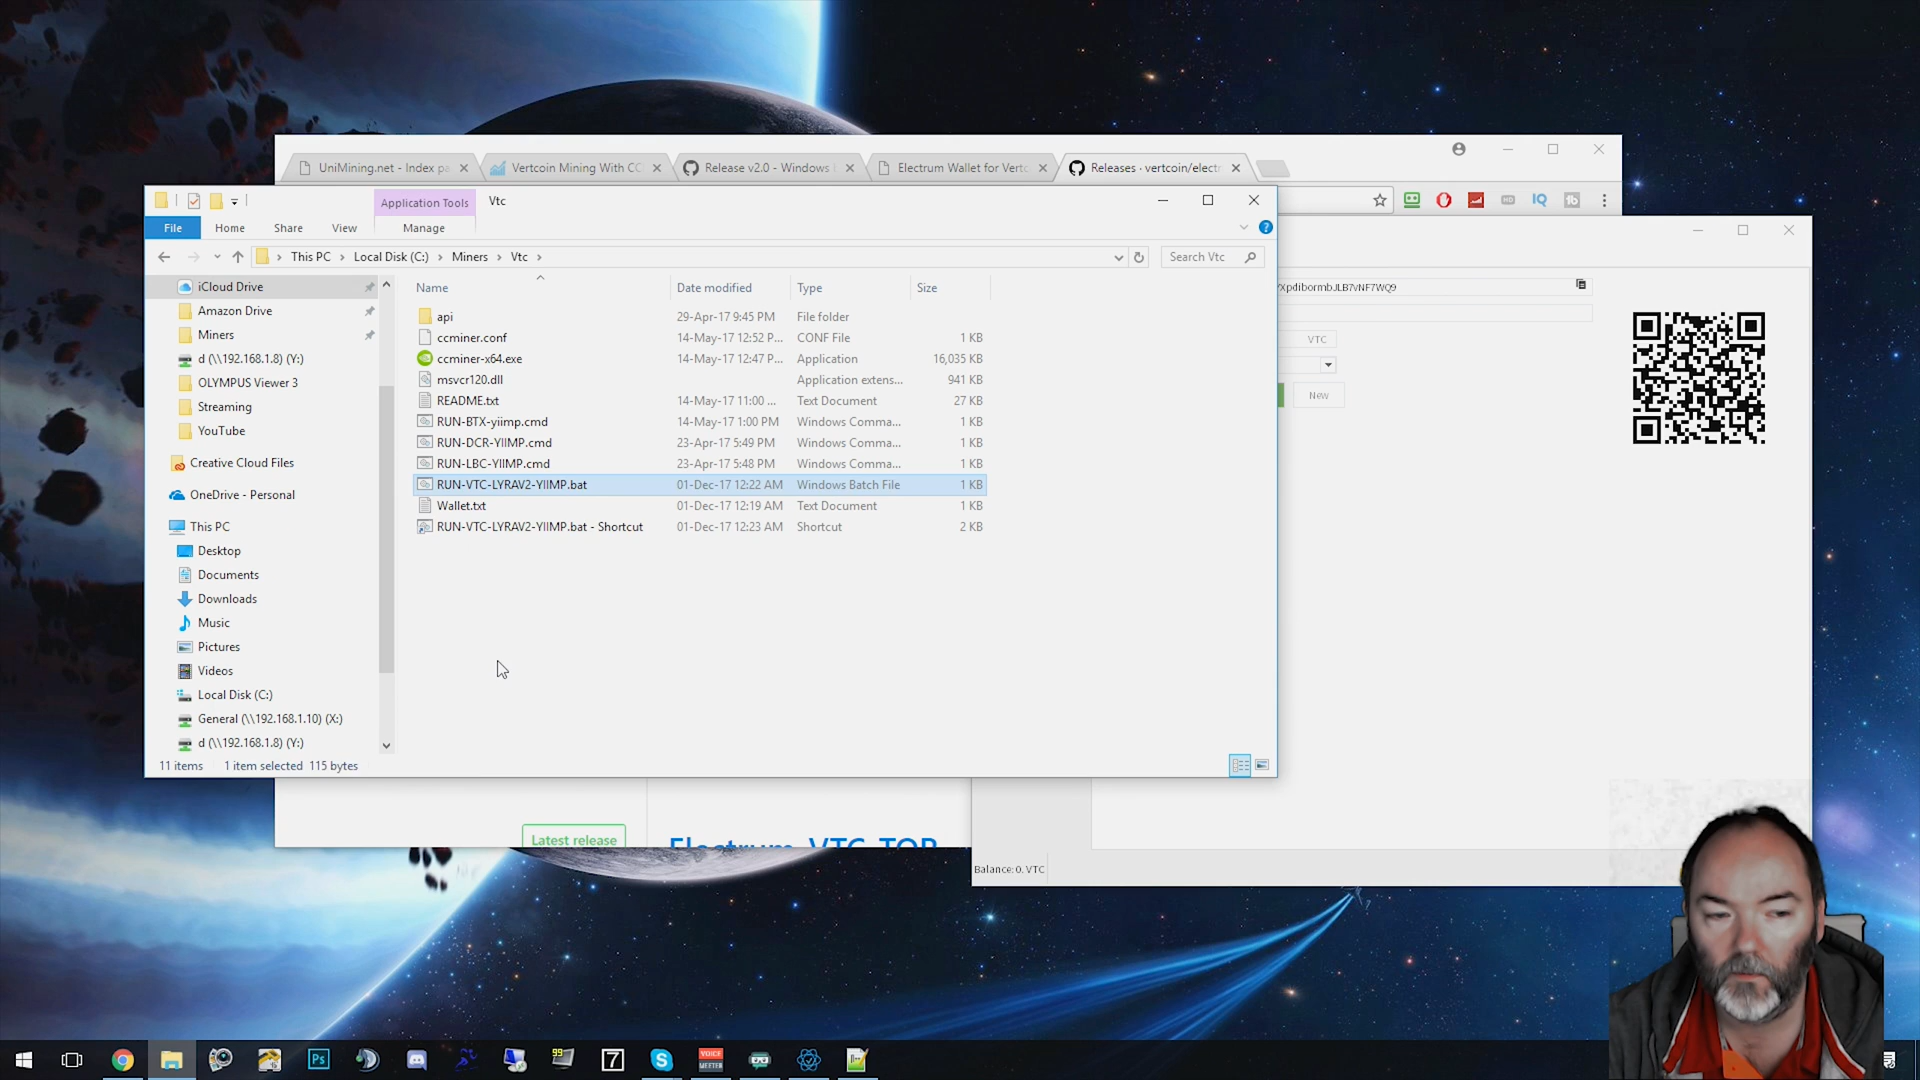 UniMining.net - Index pa
Vertcoin Mining With CC
Release v2.0 - Windows
Electrum Wallet for Vertc
Releases · vertcoin/electr
Application Tools
Vtc
File
Home
Share
View
Manage
This PC
Local Disk (C:)
Miners
Vtc
Search Vtc
Name
Date modified
Type
Size
iCloud Drive
Amazon Drive
Miners
d (\\192.168.1.8) (Y:)
OLYMPUS Viewer 3
Streaming
YouTube
Creative Cloud Files
OneDrive - Personal
This PC
Desktop
Documents
Downloads
Music
Pictures
Videos
Local Disk (C:)
General (\\192.168.1.10) (X:)
d (\\192.168.1.8) (Y:)
api 29-Apr-17 9:45 PM File folder
ccminer.conf 14-May-17 12:52 P... CONF File 1 KB
ccminer-x64.exe 14-May-17 12:47 P... Application 16,035 KB
msvcr120.dll Application extens... 941 KB
README.txt 14-May-17 11:00 ... Text Document 27 KB
RUN-BTX-yiimp.cmd 14-May-17 1:00 PM Windows Comma... 1 KB
RUN-DCR-YIIMP.cmd 23-Apr-17 5:49 PM Windows Comma... 1 KB
RUN-LBC-YIIMP.cmd 23-Apr-17 5:48 PM Windows Comma... 1 KB
RUN-VTC-LYRAV2-YIIMP.bat 01-Dec-17 12:22 AM Windows Batch File 1 KB
Wallet.txt 01-Dec-17 12:19 AM Text Document 1 KB
RUN-VTC-LYRAV2-YIIMP.bat - Shortcut 01-Dec-17 12:23 AM Shortcut 2 KB
11 items 1 item selected 115 bytes
VTC
New
Latest release
Electrum-VTC-TOR
Balance: 0. VTC
HD
IQ
Ps
99
7
VOICE
MEETER